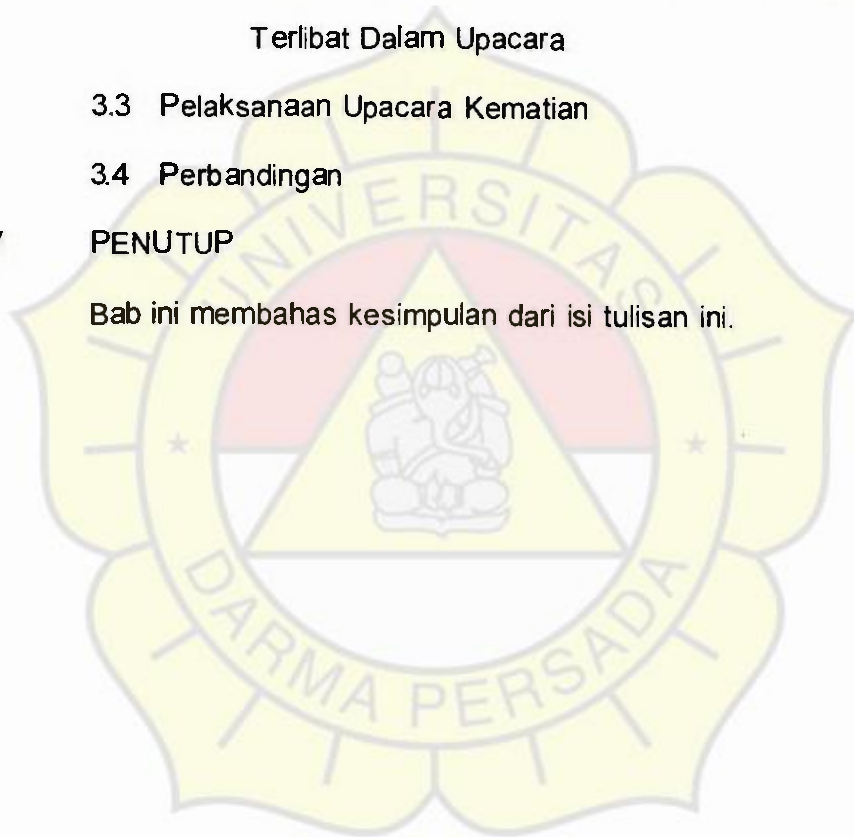 Terlibat Dalam Upacara
3.3 Pelaksanaan Upacara Kematian
3.4 Perbandingan
PENUTUP
Bab ini membahas kesimpulan dari isi tulisan ini.
UNIVERSITAS
DARMA PERSADA